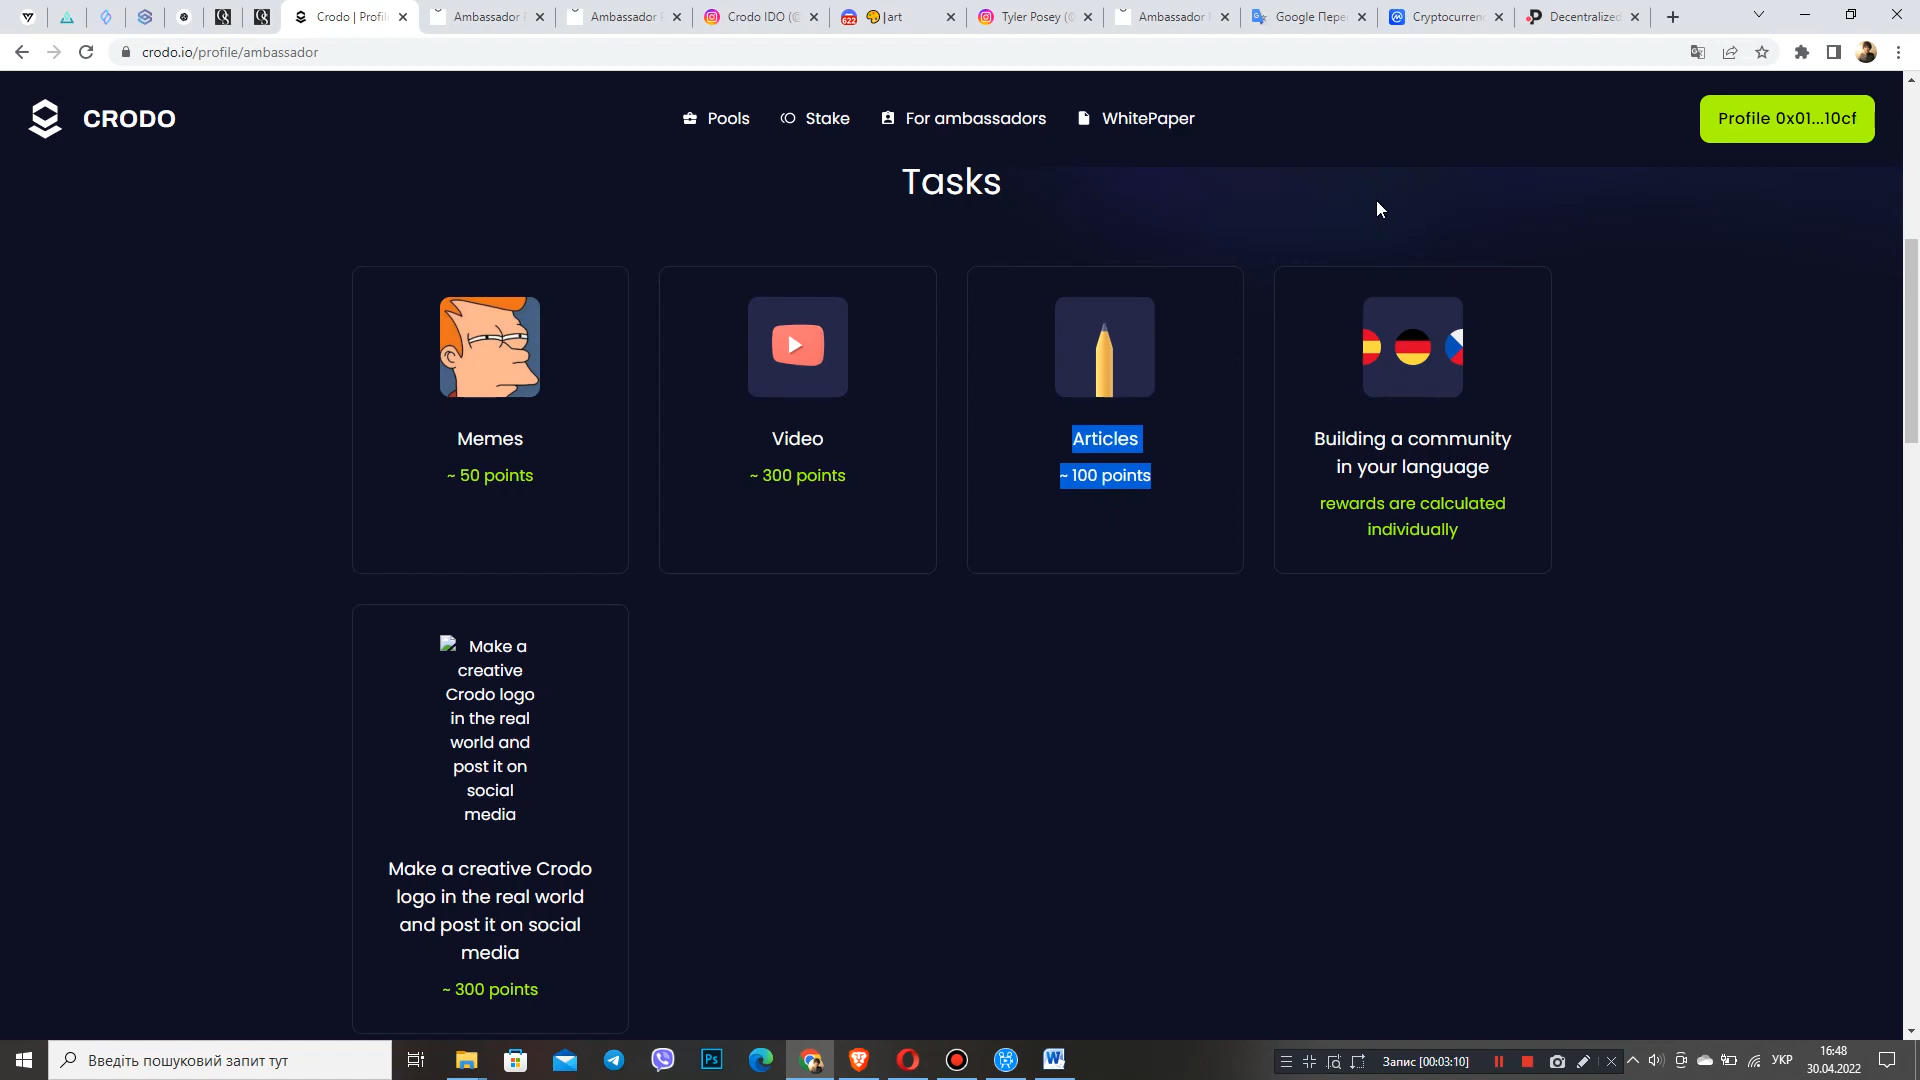 Crodo | Profil
Ambassador
Ambassador
Crodo IDO (@
622
|art
Tyler Posey (@
Ambassador
Google Пере
Cryptocurren
Decentralized
crodo.io/profile/ambassador
CRODO
Pools
Stake
For ambassadors
WhitePaper
Profile 0x01...10cf
Tasks
Memes
~ 50 points
Video
~ 300 points
Articles
~ 100 points
Building a community
in your language
rewards are calculated
individually
Make a
creative
Crodo logo
in the real
world and
post it on
social
media
Make a creative Crodo
logo in the real world
and post it on social
media
~ 300 points
Введіть пошуковий запит тут
Ps
Запис [00:03:10]
УКР
16:48
30.04.2022